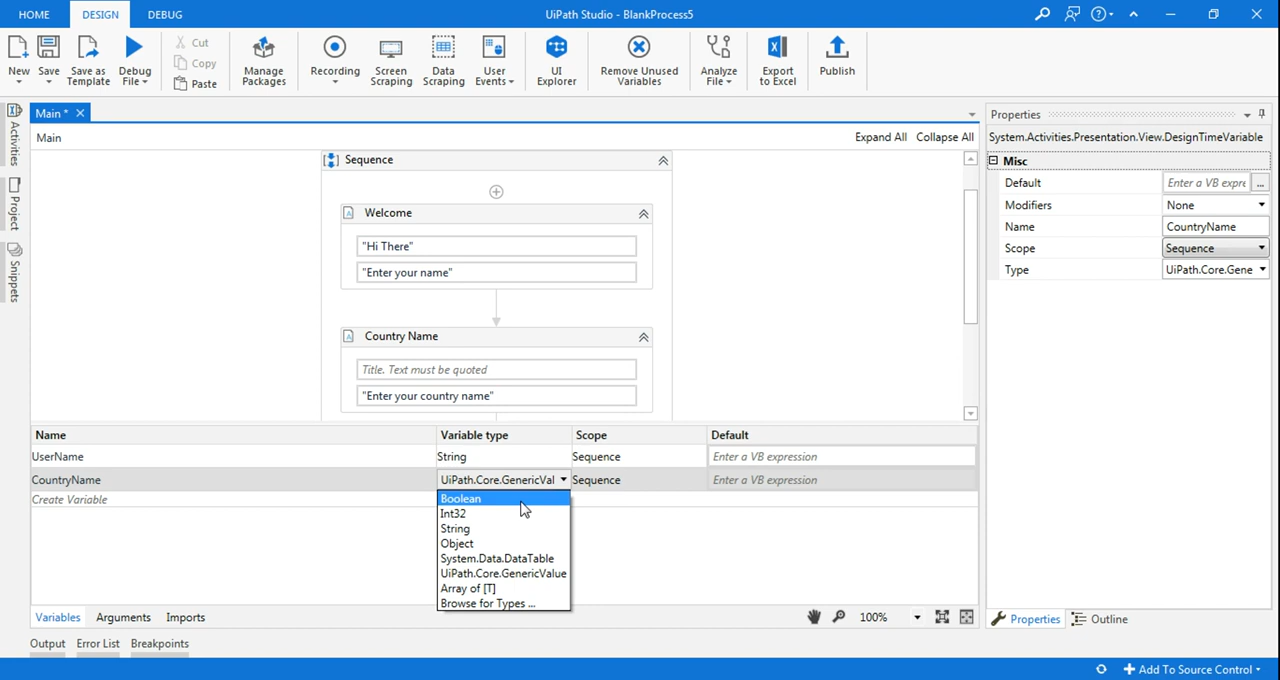 HOME DESIGN DEBUG UiPath Studio - BlankProcess5
New Save Save as Template Debug File Cut Copy Paste Manage Packages Recording Screen Scraping Data Scraping User Events UI Explorer Remove Unused Variables Analyze File Export to Excel Publish
Main *
Main Expand All Collapse All
Activities
Project
Snippets
Sequence
Welcome
"Hi There"
"Enter your name"
Country Name
Title. Text must be quoted
"Enter your country name"
Properties
System.Activities.Presentation.View.DesignTimeVariable
Misc
Default Enter a VB expre ...
Modifiers None
Name CountryName
Scope Sequence
Type UiPath.Core.Gene
Name Variable type Scope Default
UserName String Sequence Enter a VB expression
CountryName UiPath.Core.GenericVal Sequence Enter a VB expression
Create Variable
Boolean
Int32
String
Object
System.Data.DataTable
UiPath.Core.GenericValue
Array of [T]
Browse for Types ...
Variables Arguments Imports 100%
Properties Outline
Output Error List Breakpoints
Add To Source Control